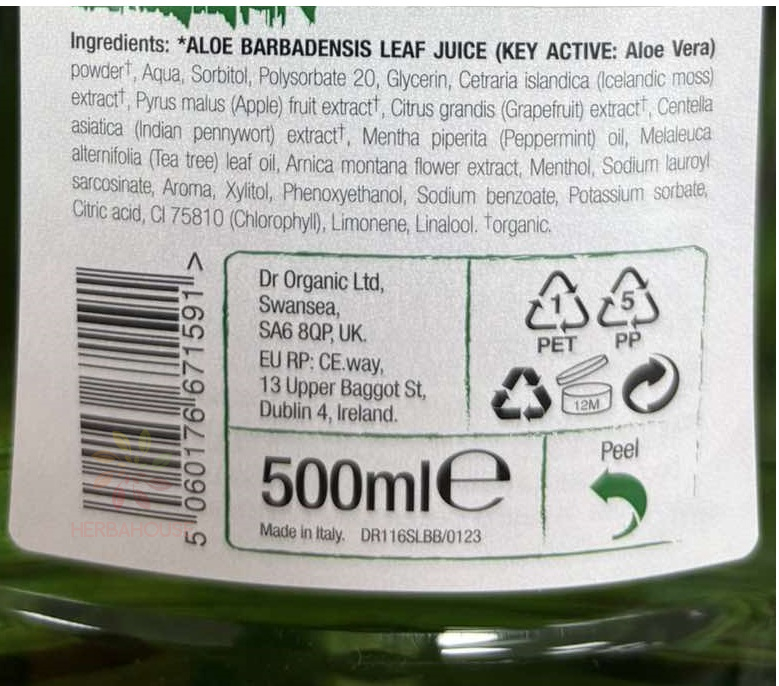 Ingredients: *ALOE BARBADENSIS LEAF JUICE (KEY ACTIVE: Aloe Vera)
powder†, Aqua, Sorbitol, Polysorbate 20, Glycerin, Cetraria islandica (Icelandic moss)
extract†, Pyrus malus (Apple) fruit extract†, Citrus grandis (Grapefruit) extract†, Centella
asiatica (Indian pennywort) extract†, Mentha piperita (Peppermint) oil, Melaleuca
alternifolia (Tea tree) leaf oil, Arnica montana flower extract, Menthol, Sodium lauroyl
sarcosinate, Aroma, Xylitol, Phenoxyethanol, Sodium benzoate, Potassium sorbate,
Citric acid, CI 75810 (Chlorophyll), Limonene, Linalool. †organic.
5 060176 671591 >
Dr Organic Ltd,
Swansea,
SA6 8QP, UK.
EU RP: CE.way,
13 Upper Baggot St,
Dublin 4, Ireland.
1
PET
5
PP
12M
500ml e
Made in Italy. DR116SLBB/0123
Peel
HERBAHOUSE